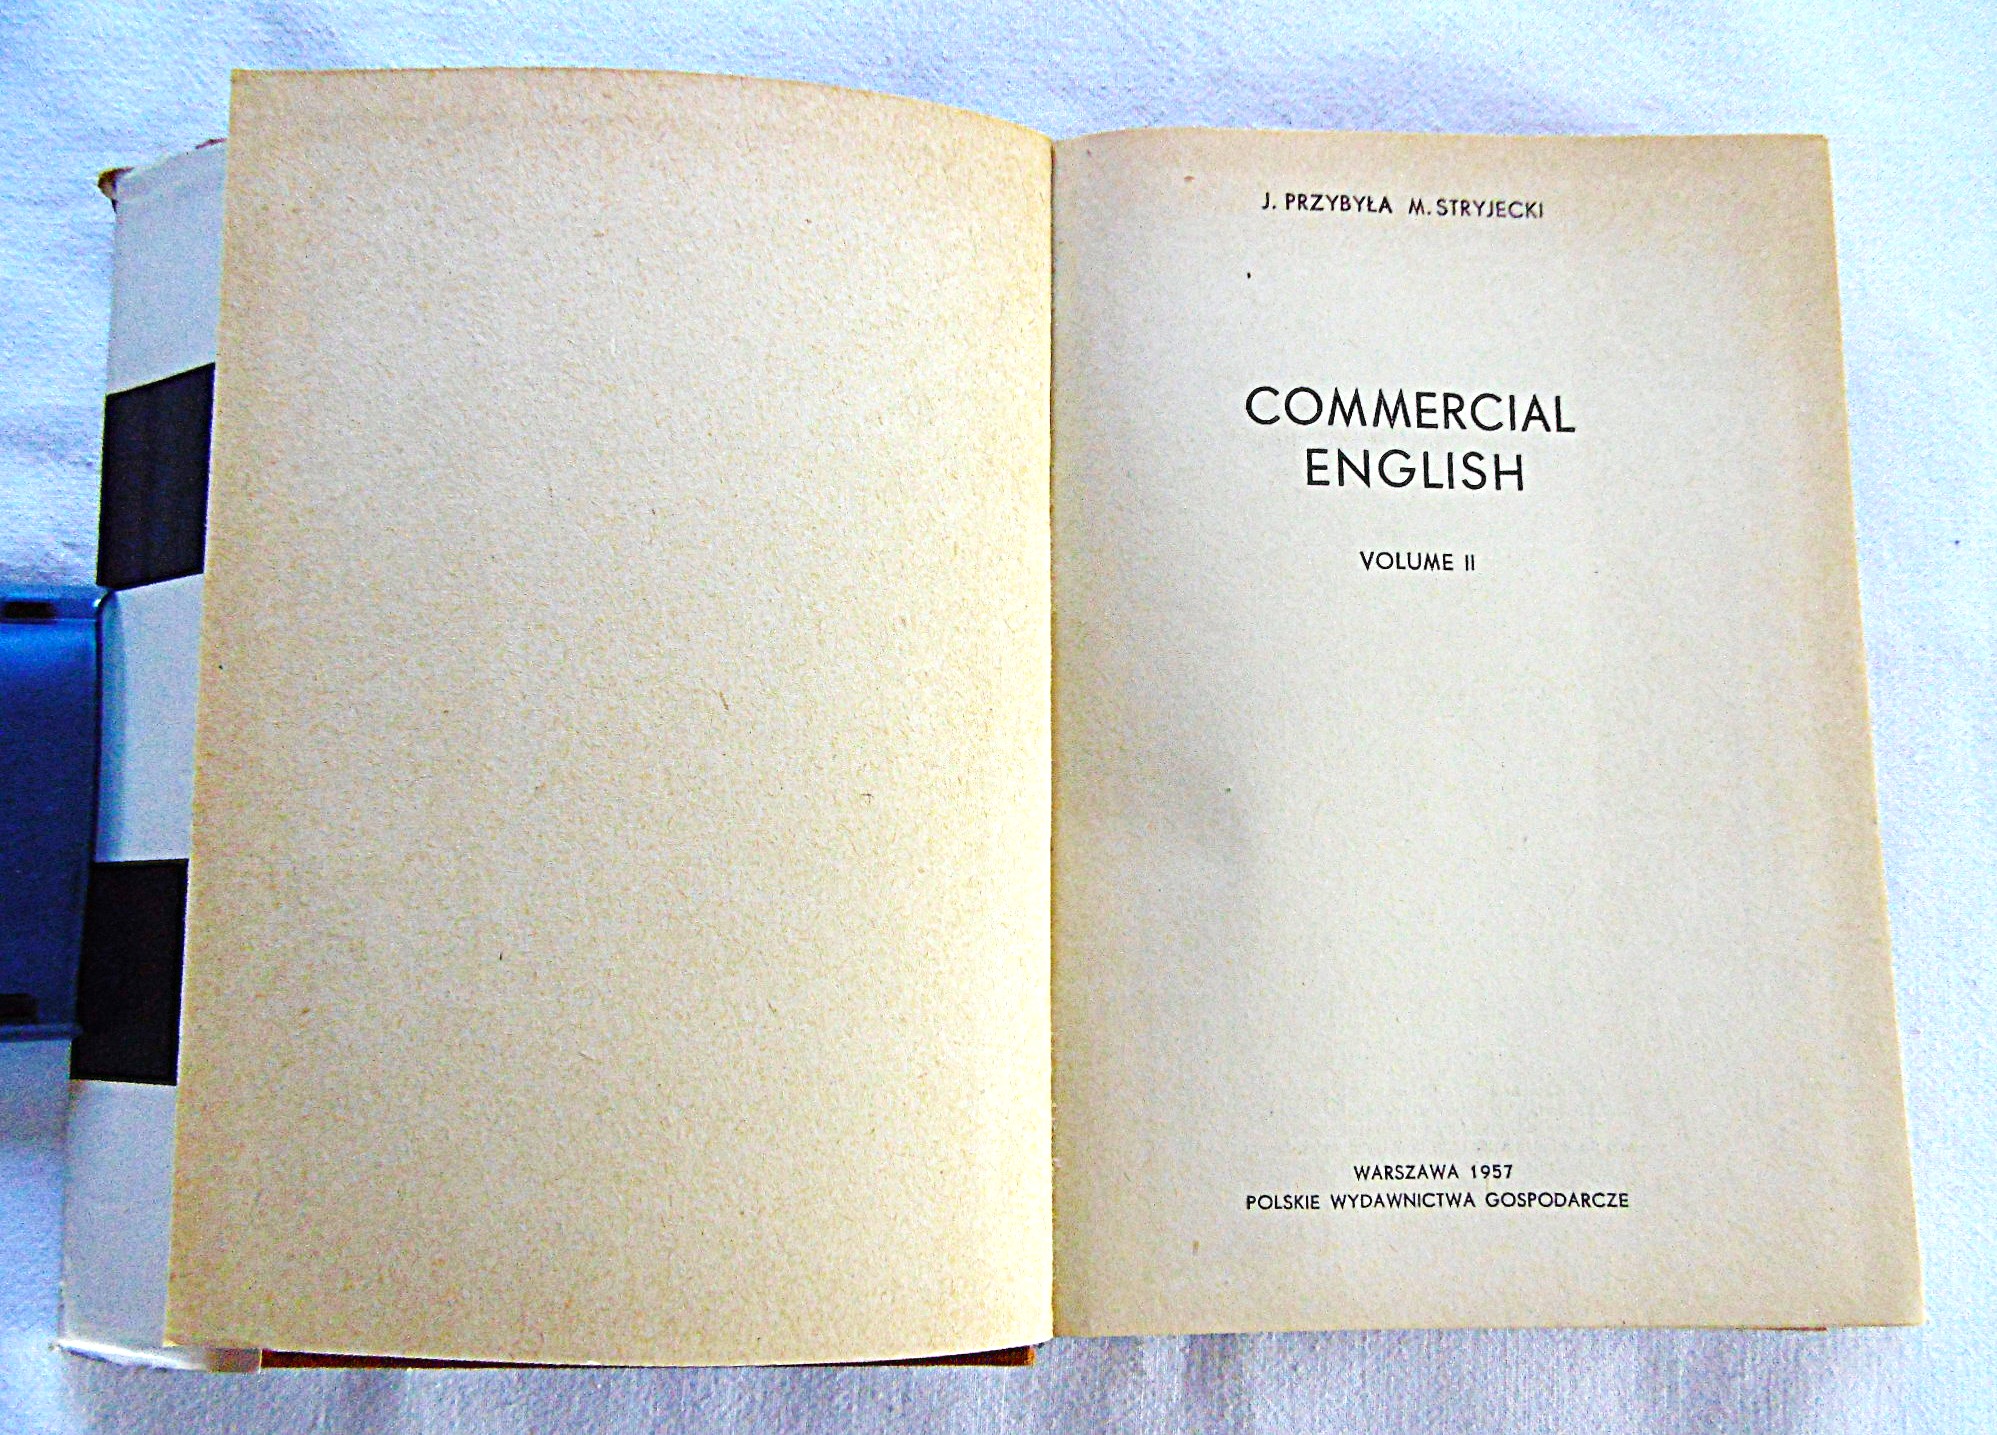 J. PRZYBYŁA M. STRYJECKI
COMMERCIAL
ENGLISH
VOLUME II
WARSZAWA 1957
POLSKIE WYDAWNICTWA GOSPODARCZE